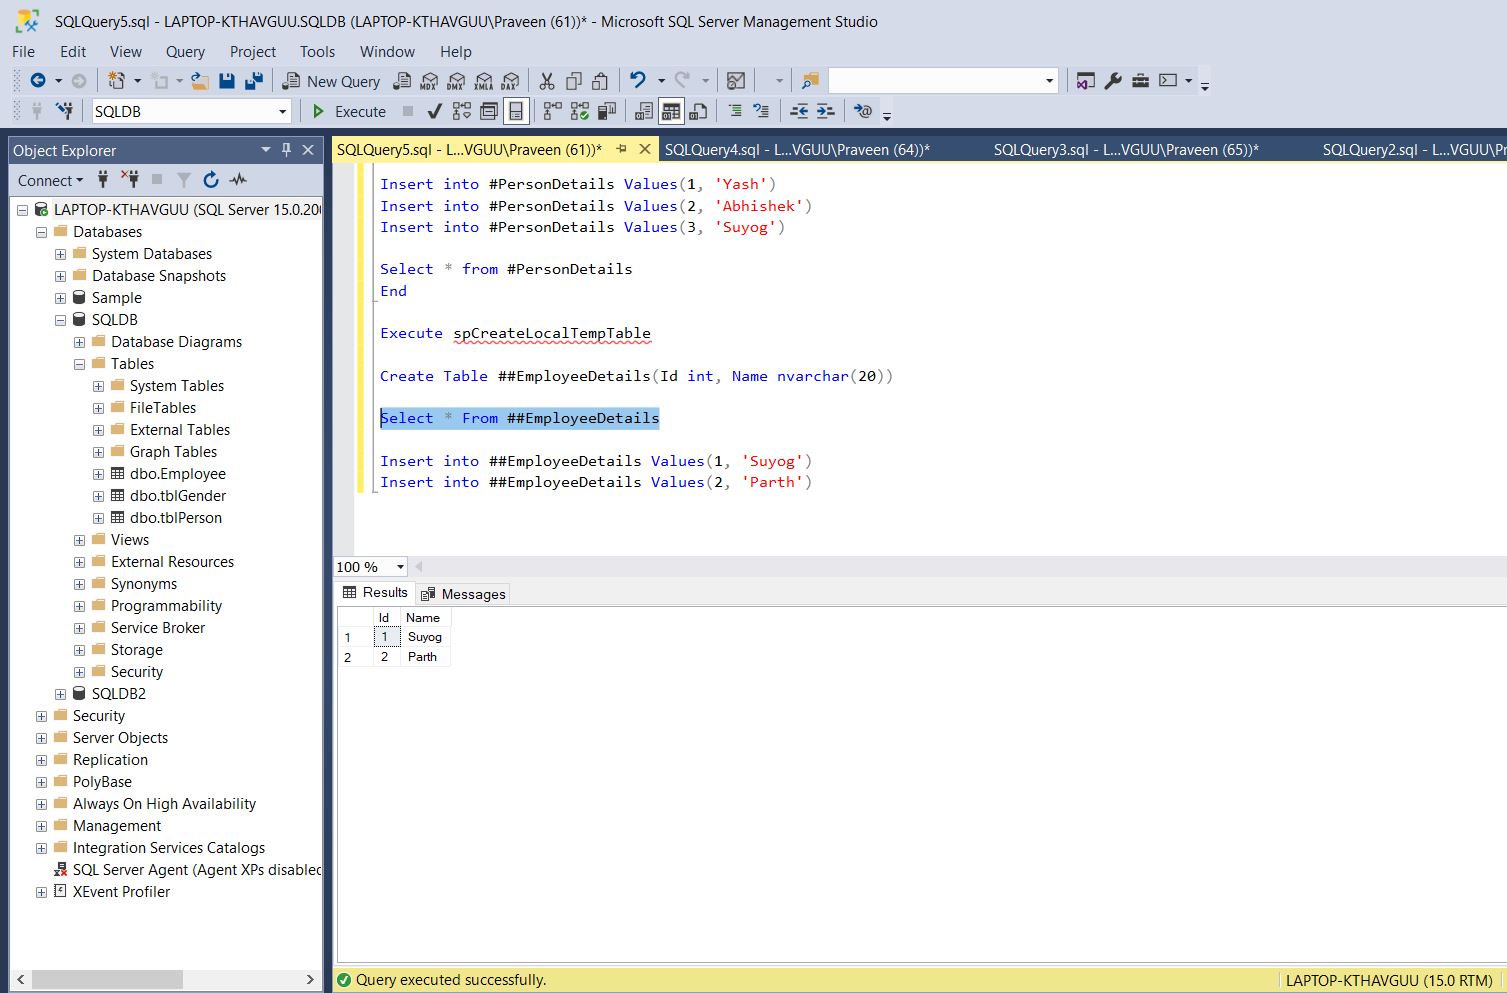 SQLQuery5.sql - LAPTOP-KTHAVGUU.SQLDB (LAPTOP-KTHAVGUU\Praveen (61))* - Microsoft SQL Server Management Studio
File Edit View Query Project Tools Window Help
New Query MDX DMX XMLA DAX
SQLDB Execute
Object Explorer
Connect
LAPTOP-KTHAVGUU (SQL Server 15.0.200
Databases
System Databases
Database Snapshots
Sample
SQLDB
Database Diagrams
Tables
System Tables
FileTables
External Tables
Graph Tables
dbo.Employee
dbo.tblGender
dbo.tblPerson
Views
External Resources
Synonyms
Programmability
Service Broker
Storage
Security
SQLDB2
Security
Server Objects
Replication
PolyBase
Always On High Availability
Management
Integration Services Catalogs
SQL Server Agent (Agent XPs disabled
XEvent Profiler
SQLQuery5.sql - L...VGUU\Praveen (61))* SQLQuery4.sql - L...VGUU\Praveen (64))* SQLQuery3.sql - L...VGUU\Praveen (65))* SQLQuery2.sql - L...VGUU\Pr
Insert into #PersonDetails Values(1, 'Yash')
Insert into #PersonDetails Values(2, 'Abhishek')
Insert into #PersonDetails Values(3, 'Suyog')
Select * from #PersonDetails
End
Execute spCreateLocalTempTable
Create Table ##EmployeeDetails(Id int, Name nvarchar(20))
Select * From ##EmployeeDetails
Insert into ##EmployeeDetails Values(1, 'Suyog')
Insert into ##EmployeeDetails Values(2, 'Parth')
100 %
Results Messages
Id Name
1 1 Suyog
2 2 Parth
Query executed successfully. LAPTOP-KTHAVGUU (15.0 RTM)